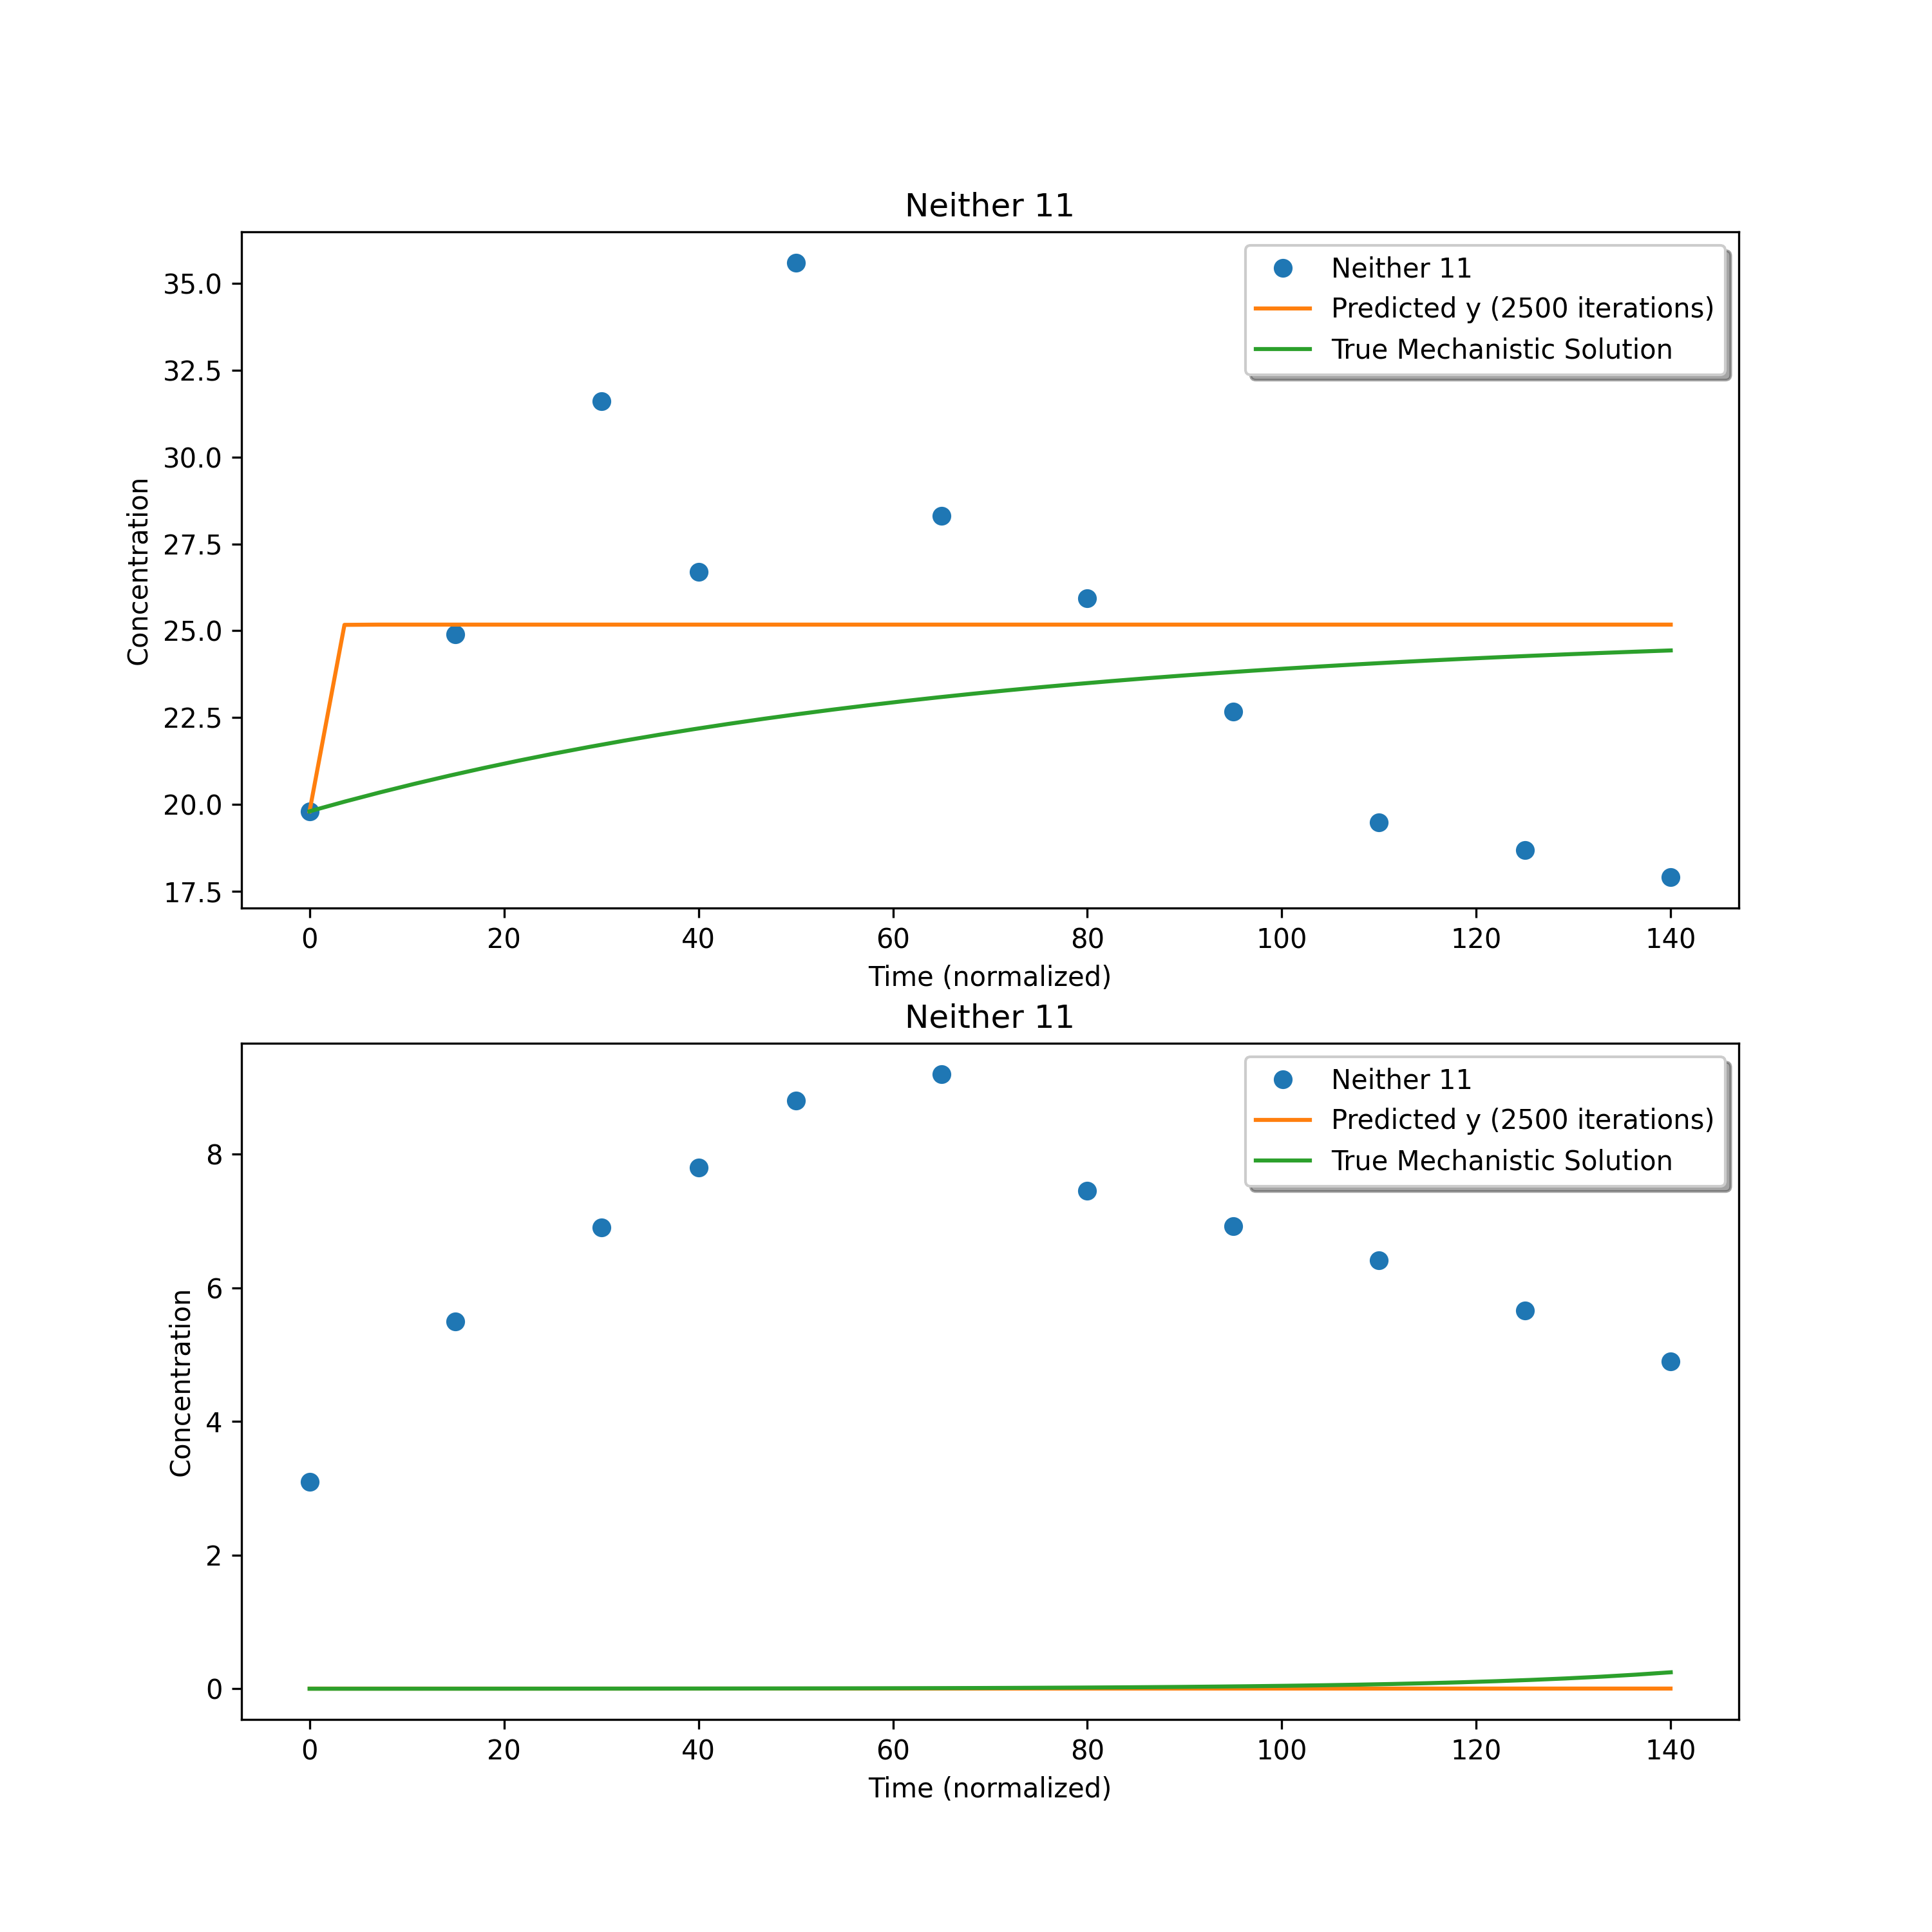 Neither 11
Neither 11
Predicted y (2500 iterations)
True Mechanistic Solution
35.0
32.5
30.0
27.5
25.0
22.5
20.0
17.5
Concentration
0 20 40 60 80 100 120 140
Time (normalized)
Neither 11
Neither 11
Predicted y (2500 iterations)
True Mechanistic Solution
8
6
4
2
0
Concentration
0 20 40 60 80 100 120 140
Time (normalized)